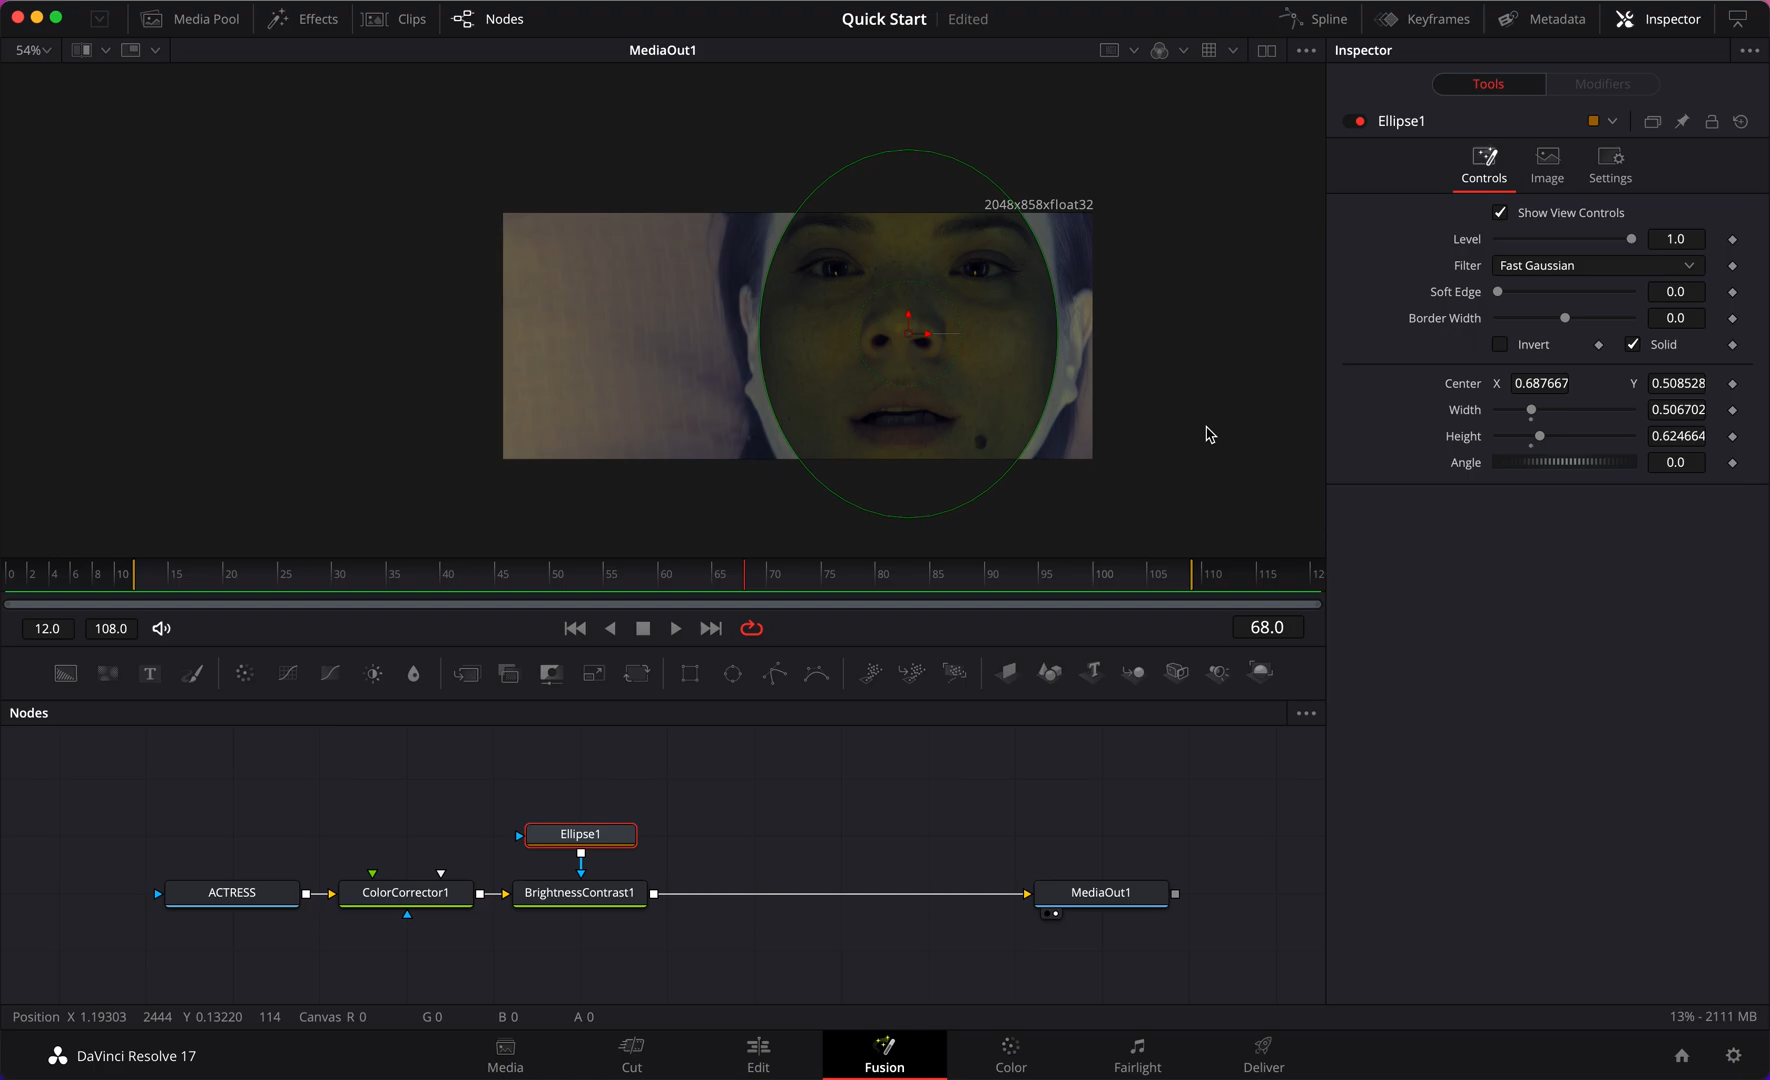 Media Pool
Effects
Clips
Nodes
Quick Start
Edited
Spline
Keyframes
Metadata
Inspector
54%
MediaOut1
Inspector
Tools
Modifiers
Ellipse1
Controls
Image
Settings
2048x858xfloat32
Show View Controls
Level 1.0
Filter Fast Gaussian
Soft Edge 0.0
Border Width 0.0
Invert Solid
Center X 0.687667 Y 0.508528
Width 0.506702
Height 0.624664
Angle 0.0
0 2 4 6 8 10 15 20 25 30 35 40 45 50 55 60 65 70 75 80 85 90 95 100 105 110 115 12
12.0 108.0 68.0
T
T
Nodes
Ellipse1
ACTRESS
ColorCorrector1
BrightnessContrast1
MediaOut1
Position X 1.19303 2444 Y 0.13220 114 Canvas R 0 G 0 B 0 A 0
13% - 2111 MB
DaVinci Resolve 17
Media
Cut
Edit
Fusion
Color
Fairlight
Deliver